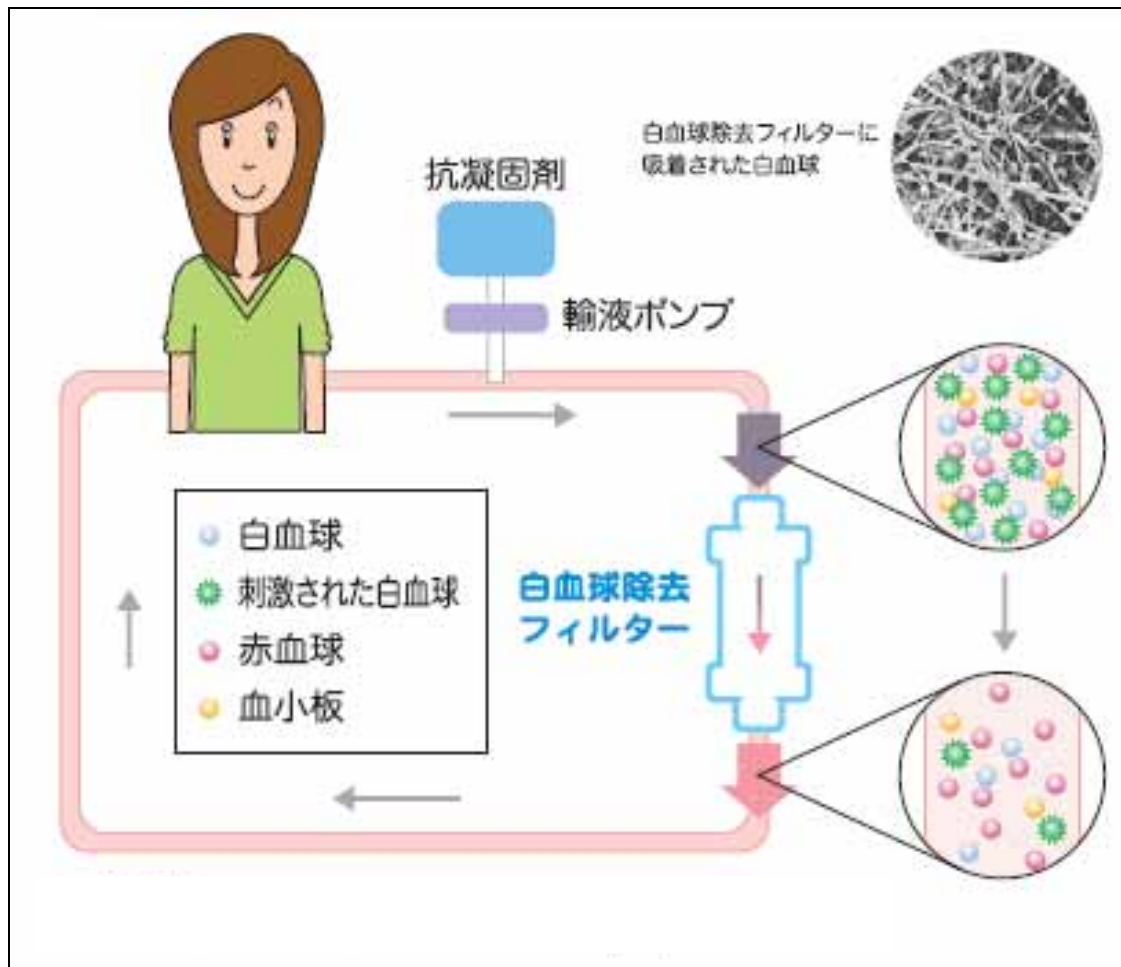 白血球除去フィルターに
吸着された白血球
抗凝固剤
輸液ポンプ
白血球
刺激された白血球
赤血球
血小板
白血球除去
フィルター